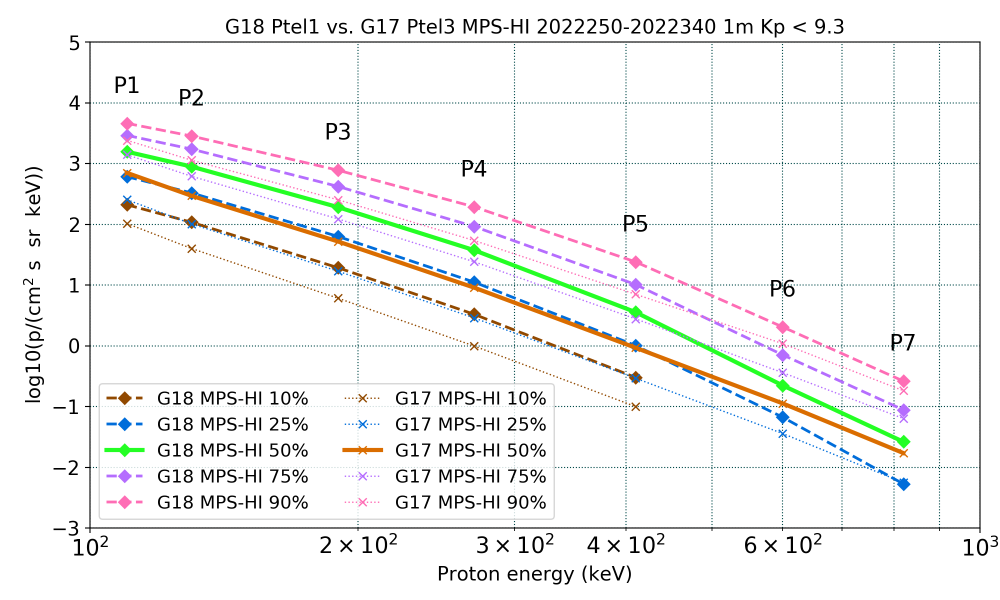 G18 Ptel1 vs. G17 Ptel3 MPS-HI 2022250-2022340 1m Kp < 9.3
5
4
3
2
1
0
−1
−2
−3
log10(p/(cm² s sr keV))
P1
P2
P3
P4
P5
P6
P7
G18 MPS-HI 10%
G18 MPS-HI 25%
G18 MPS-HI 50%
G18 MPS-HI 75%
G18 MPS-HI 90%
G17 MPS-HI 10%
G17 MPS-HI 25%
G17 MPS-HI 50%
G17 MPS-HI 75%
G17 MPS-HI 90%
10² 2 × 10² 3 × 10² 4 × 10² 6 × 10² 10³
Proton energy (keV)